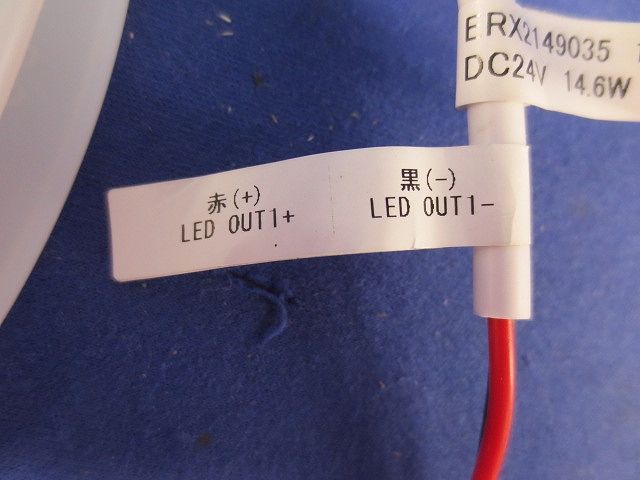 ERX2149035
DC24V 14.6W
赤(+)
LED OUT1+
黒(-)
LED OUT1-